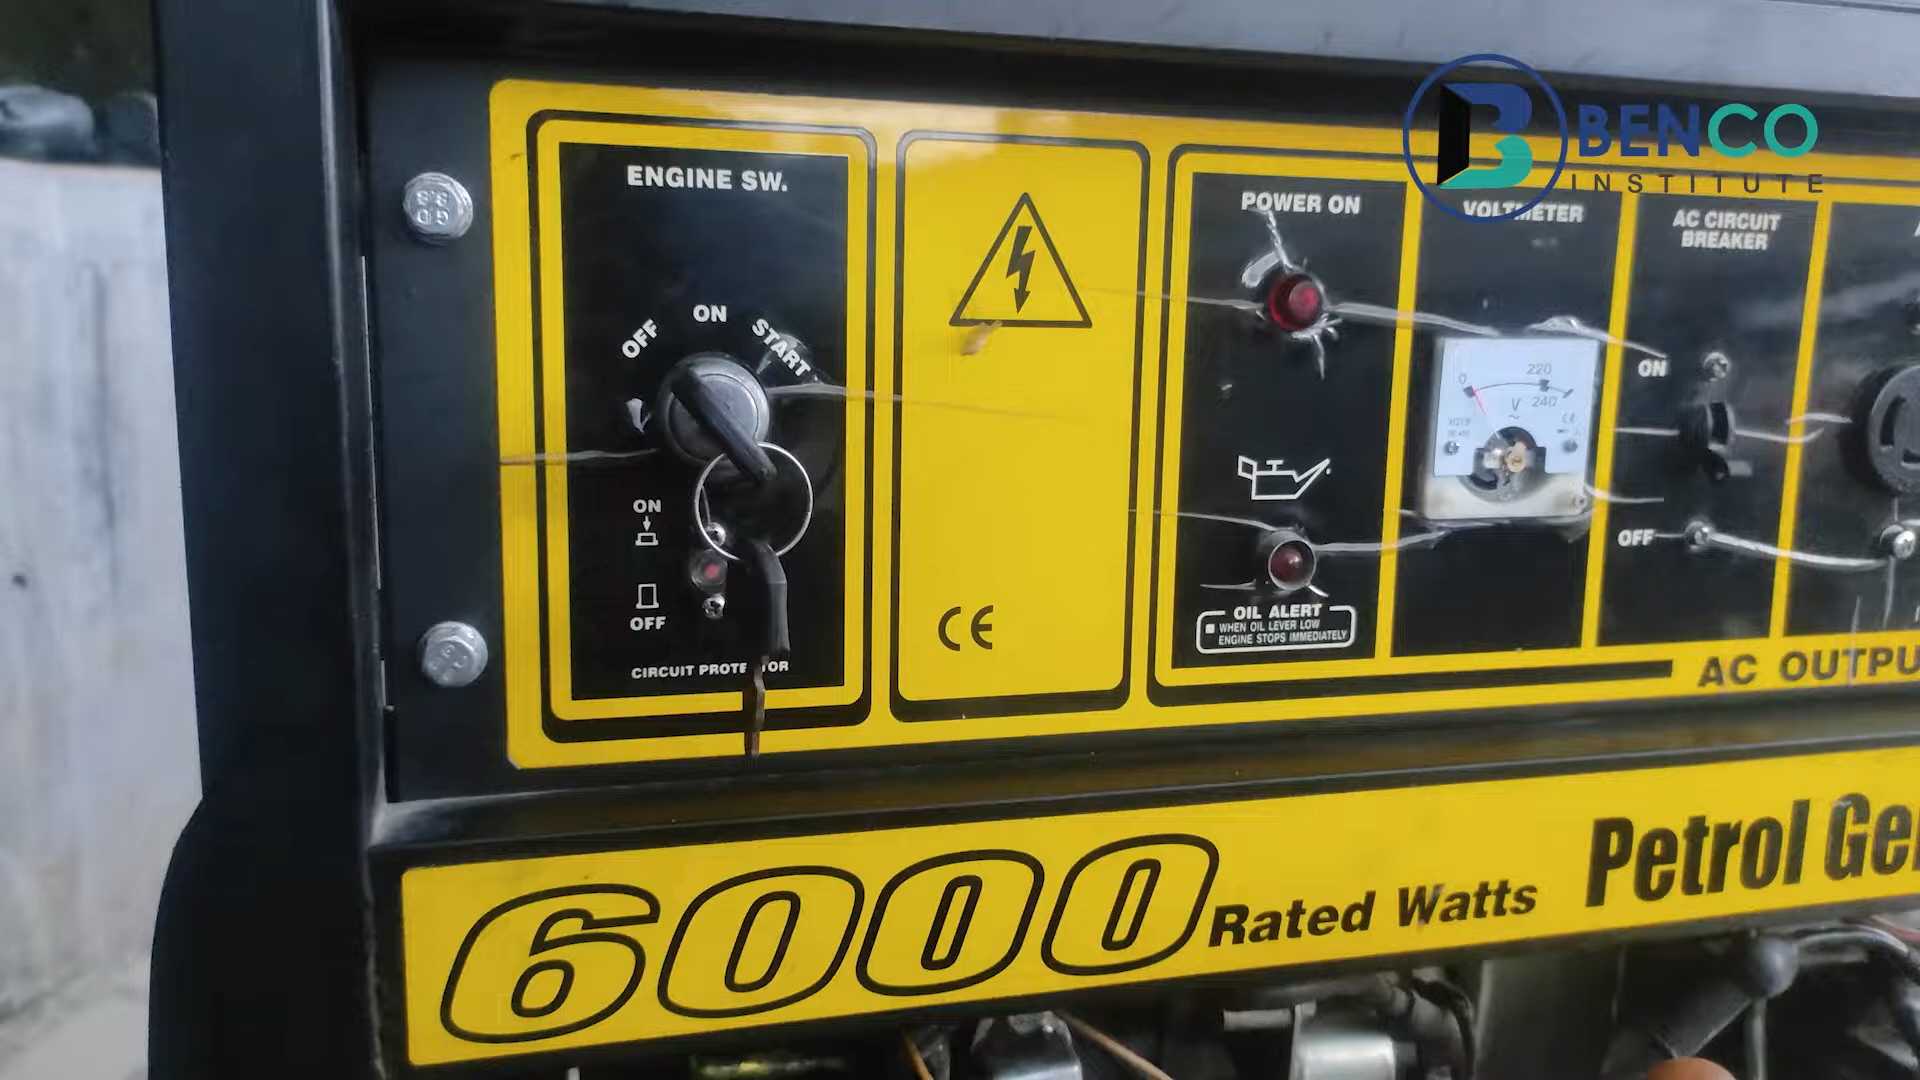 BENCO
INSTITUTE
ENGINE SW.
OFF
ON
START
ON
OFF
CIRCUIT PROTE TOR
CE
POWER ON
OIL ALERT
WHEN OIL LEVER LOW
ENGINE STOPS IMMEDIATELY
VOLTMETER
0
220
240
V
CE
AC CIRCUIT
BREAKER
ON
OFF
AC OUTPU
6000 Rated Watts Petrol Ge